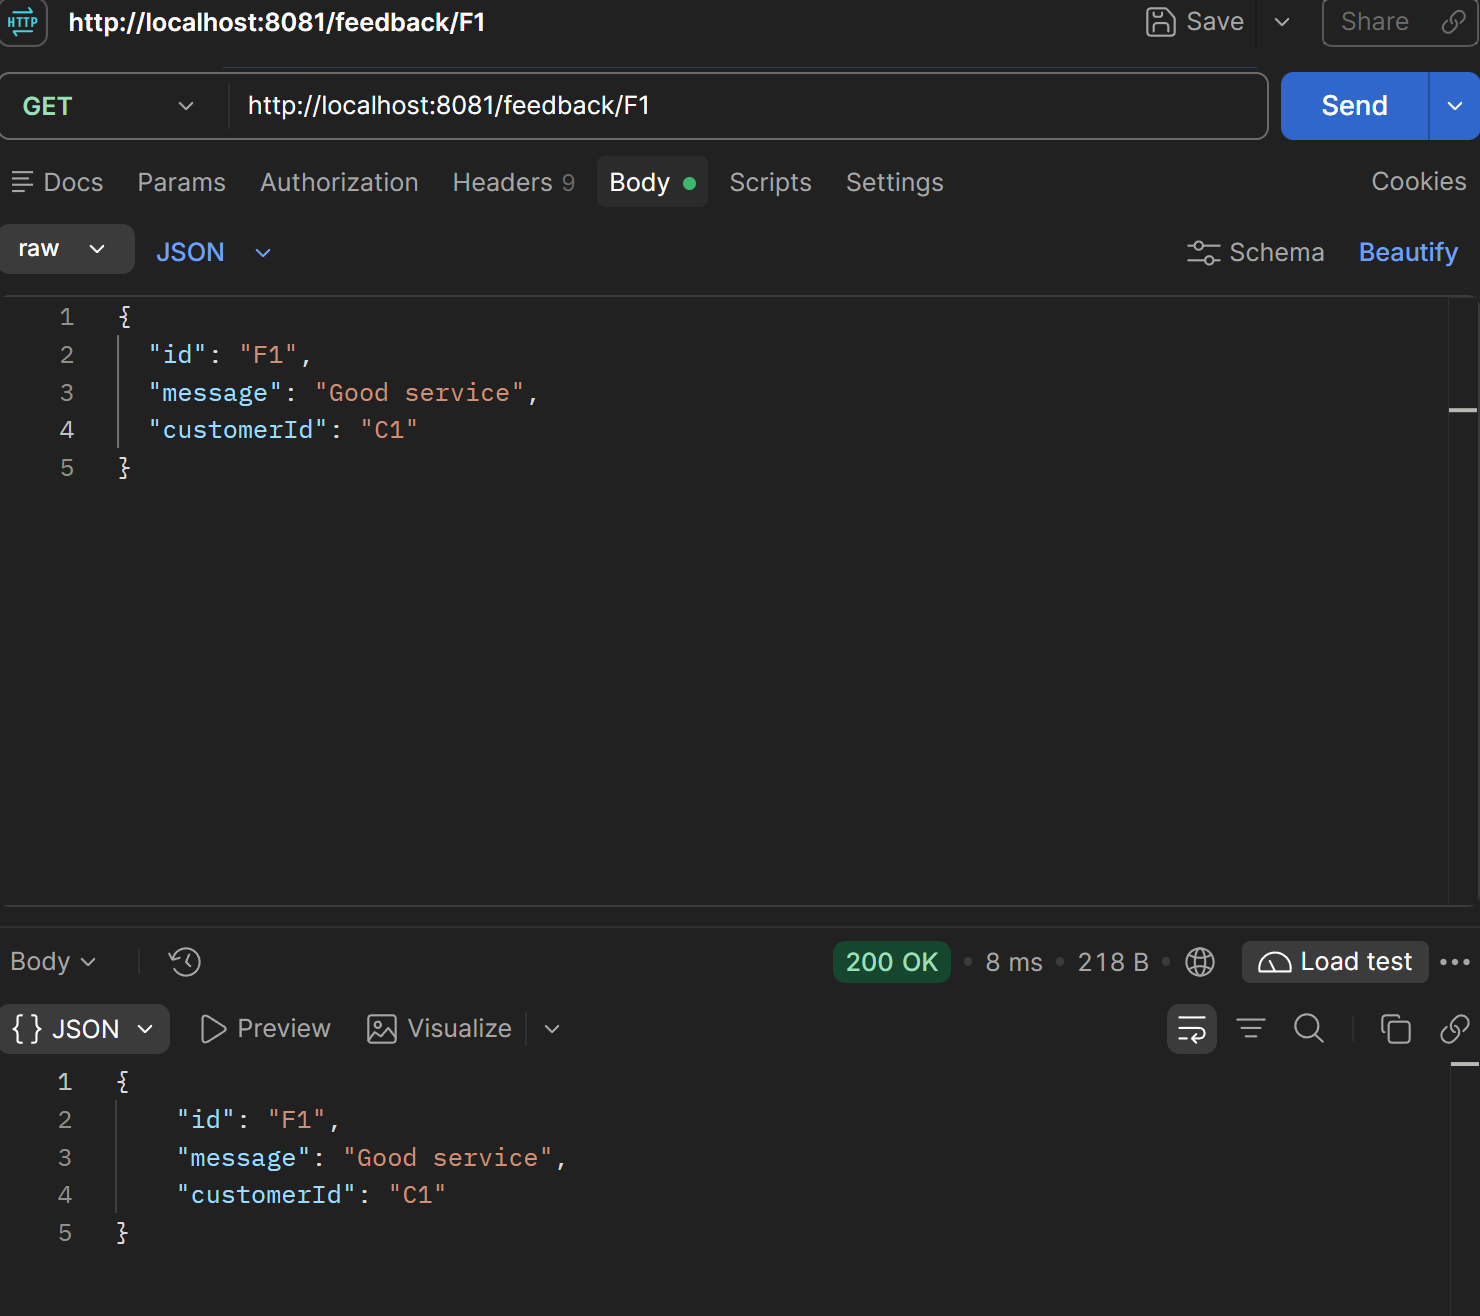 HTTP http://localhost:8081/feedback/F1 Save Share
GET http://localhost:8081/feedback/F1 Send
Docs Params Authorization Headers 9 Body Scripts Settings Cookies
raw JSON Schema Beautify
1 {
2 "id": "F1",
3 "message": "Good service",
4 "customerId": "C1"
5 }
Body 200 OK • 8 ms • 218 B • Load test
{} JSON Preview Visualize
1 {
2 "id": "F1",
3 "message": "Good service",
4 "customerId": "C1"
5 }